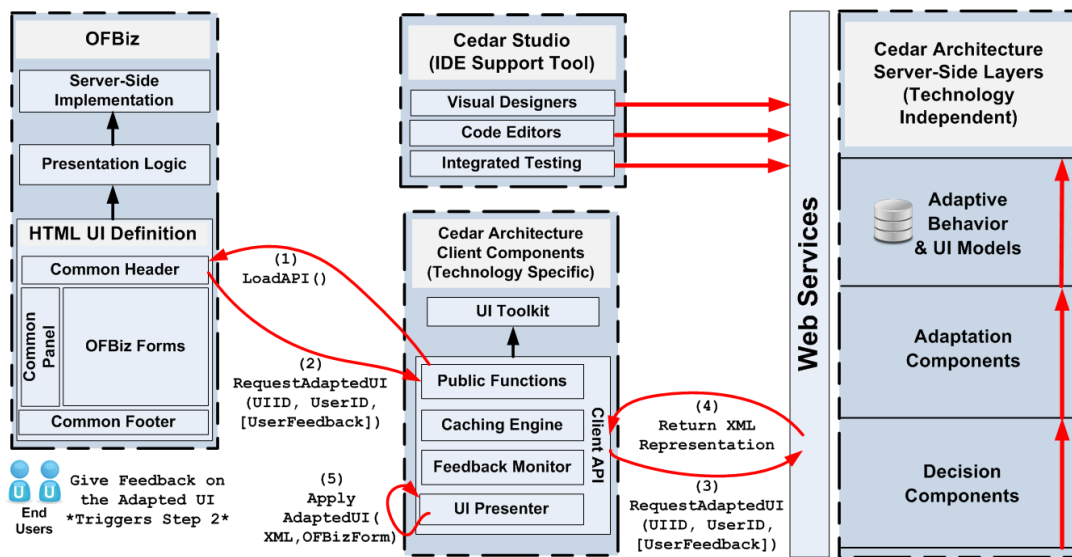 OFBiz
Server-Side
Implementation
Presentation Logic
HTML UI Definition
Common Header
Common
Panel
OFBiz Forms
Common Footer
U
U
End
Users
Give Feedback on
the Adapted UI
*Triggers Step 2*
(1)
LoadAPI()
(2)
RequestAdaptedUI
(UIID, UserID,
[UserFeedback])
Cedar Studio
(IDE Support Tool)
Visual Designers
Code Editors
Integrated Testing
Cedar Architecture
Client Components
(Technology Specific)
UI Toolkit
Public Functions
Caching Engine
Feedback Monitor
UI Presenter
Client API
(5)
Apply
AdaptedUI(
XML,OFBizForm)
(4)
Return XML
Representation
(3)
RequestAdaptedUI
(UIID, UserID,
[UserFeedback])
Web Services
Cedar Architecture
Server-Side Layers
(Technology
Independent)
Adaptive
Behavior
& UI Models
Adaptation
Components
Decision
Components